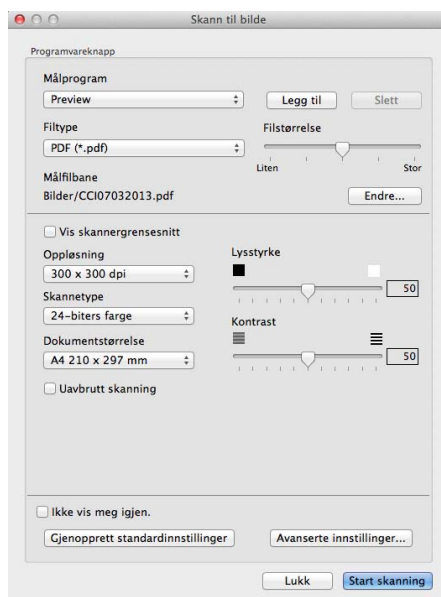 Skann til bilde
Programvareknapp
Målprogram
Preview
Legg til
Slett
Filtype
Filstørrelse
PDF (*.pdf)
Liten
Stor
Målfilbane
Bilder/CCI07032013.pdf
Endre...
Vis skannergrensesnitt
Oppløsning
Lysstyrke
300 x 300 dpi
50
Skannetype
24-biters farge
Kontrast
Dokumentstørrelse
A4 210 x 297 mm
50
Uavbrutt skanning
Ikke vis meg igjen.
Gjenopprett standardinnstillinger
Avanserte innstillinger...
Lukk
Start skanning